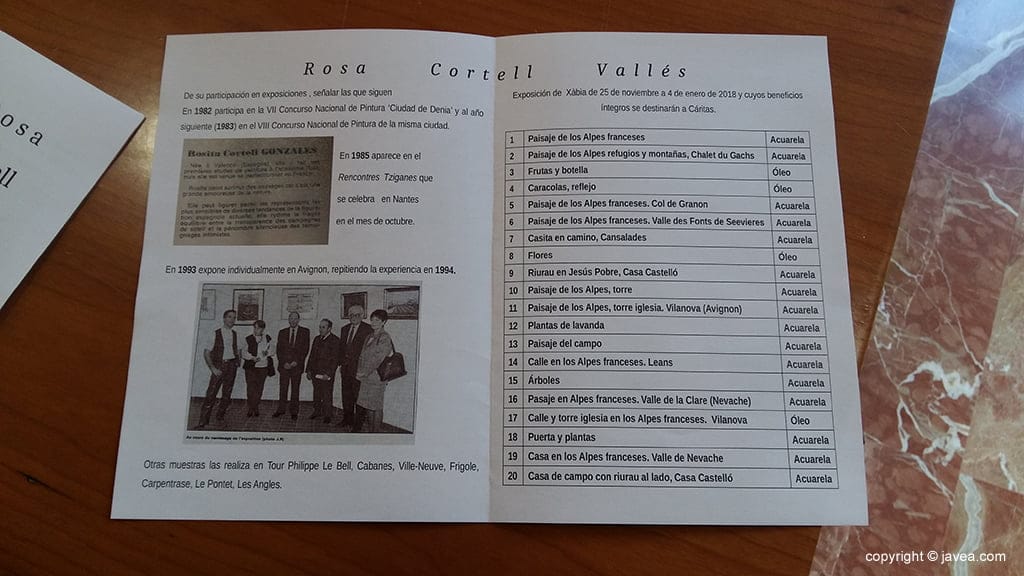 osa
ll
Rosa Cortell Vallés
De su participación en exposiciones , señalar las que siguen
En 1982 participa en la VII Concurso Nacional de Pintura 'Ciudad de Denia' y al año
siguiente (1983) en el VIII Concurso Nacional de Pintura de la misma ciudad.
Rosita Cortell GONZALES
En 1985 aparece en el
Rencontres Tziganes que
se celebra en Nantes
en el mes de octubre.
En 1993 expone individualmente en Avignon, repitiendo la experiencia en 1994.
Au cours du vernissage de l'exposition (photo J.R)
Otras muestras las realiza en Tour Philippe Le Bell, Cabanes, Ville-Neuve, Frigole,
Carpentrase, Le Pontet, Les Angles.
Exposición de Xàbia de 25 de noviembre a 4 de enero de 2018 y cuyos beneficios
íntegros se destinarán a Cáritas.
1 Paisaje de los Alpes franceses Acuarela
2 Paisaje de los Alpes refugios y montañas, Chalet du Gachs Acuarela
3 Frutas y botella Óleo
4 Caracolas, reflejo Óleo
5 Paisaje de los Alpes franceses. Col de Granon Acuarela
6 Paisaje de los Alpes franceses. Valle des Fonts de Seevieres Acuarela
7 Casita en camino, Cansalades Acuarela
8 Flores Óleo
9 Riurau en Jesús Pobre, Casa Castelló Acuarela
10 Paisaje de los Alpes, torre Acuarela
11 Paisaje de los Alpes, torre iglesia. Vilanova (Avignon) Acuarela
12 Plantas de lavanda Acuarela
13 Paisaje del campo Acuarela
14 Calle en los Alpes franceses. Leans Acuarela
15 Árboles Acuarela
16 Pasaje en Alpes franceses. Valle de la Clare (Nevache) Acuarela
17 Calle y torre iglesia en los Alpes franceses. Vilanova Óleo
18 Puerta y plantas Acuarela
19 Casa en los Alpes franceses. Valle de Nevache Acuarela
20 Casa de campo con riurau al lado, Casa Castelló Acuarela
copyright © javea.com